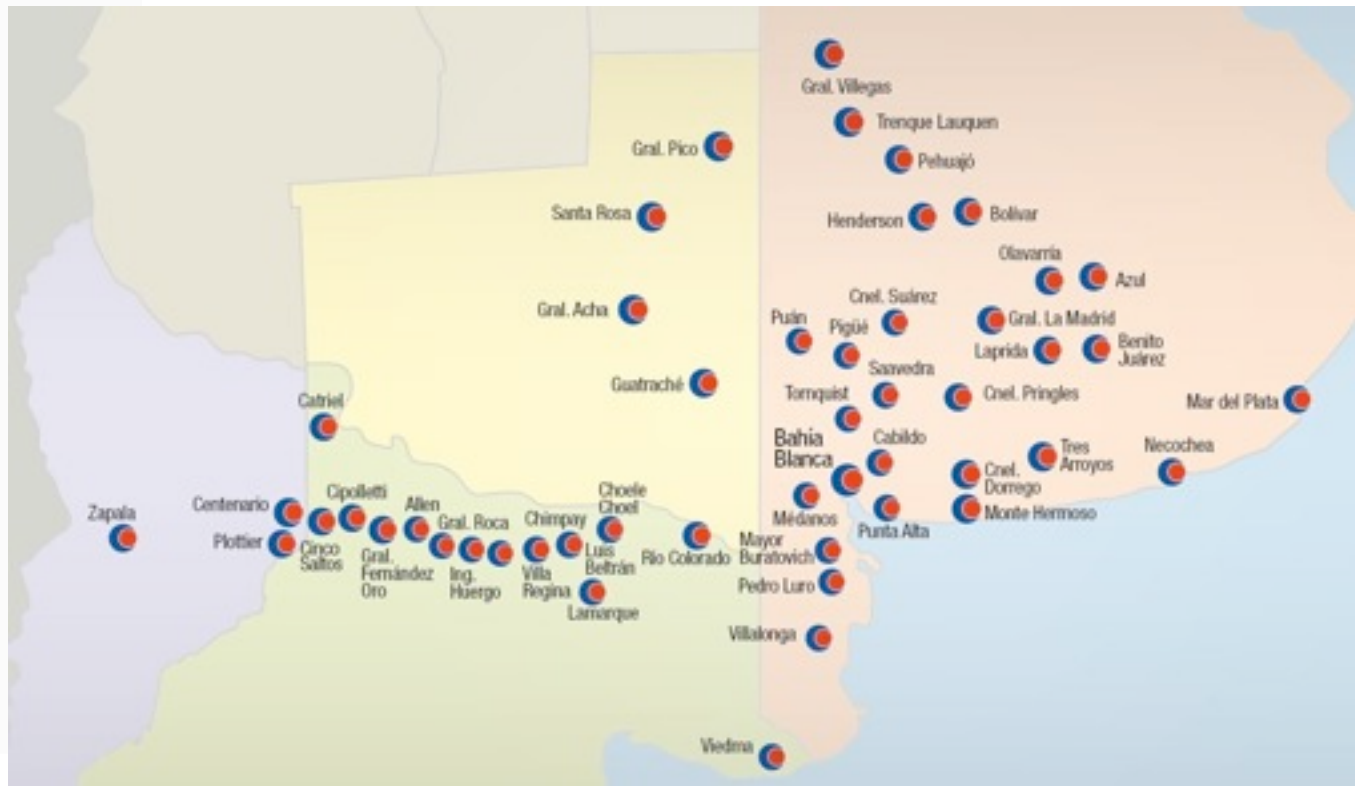 Gral. Villegas
Trenque Lauquen
Gral. Pico
Pehuajó
Santa Rosa
Henderson
Bolívar
Olavarría
Azul
Gral. Acha
Cnel. Suárez
Puán
Pigüé
Gral. La Madrid
Laprida
Benito
Juárez
Guatraché
Saavedra
Tornquist
Cnel. Pringles
Mar del Plata
Catriel
Bahía
Blanca
Cabildo
Tres
Arroyos
Necochea
Cnel.
Dorrego
Zapala
Centenario
Cipolletti
Allen
Choele
Choel
Médanos
Punta Alta
Monte Hermoso
Plottier
Cinco
Saltos
Gral.
Fernández
Oro
Gral. Roca
Ing.
Huergo
Chimpay
Villa
Regina
Luis
Beltrán
Lamarque
Río Colorado
Mayor
Buratovich
Pedro Luro
Villalonga
Viedma